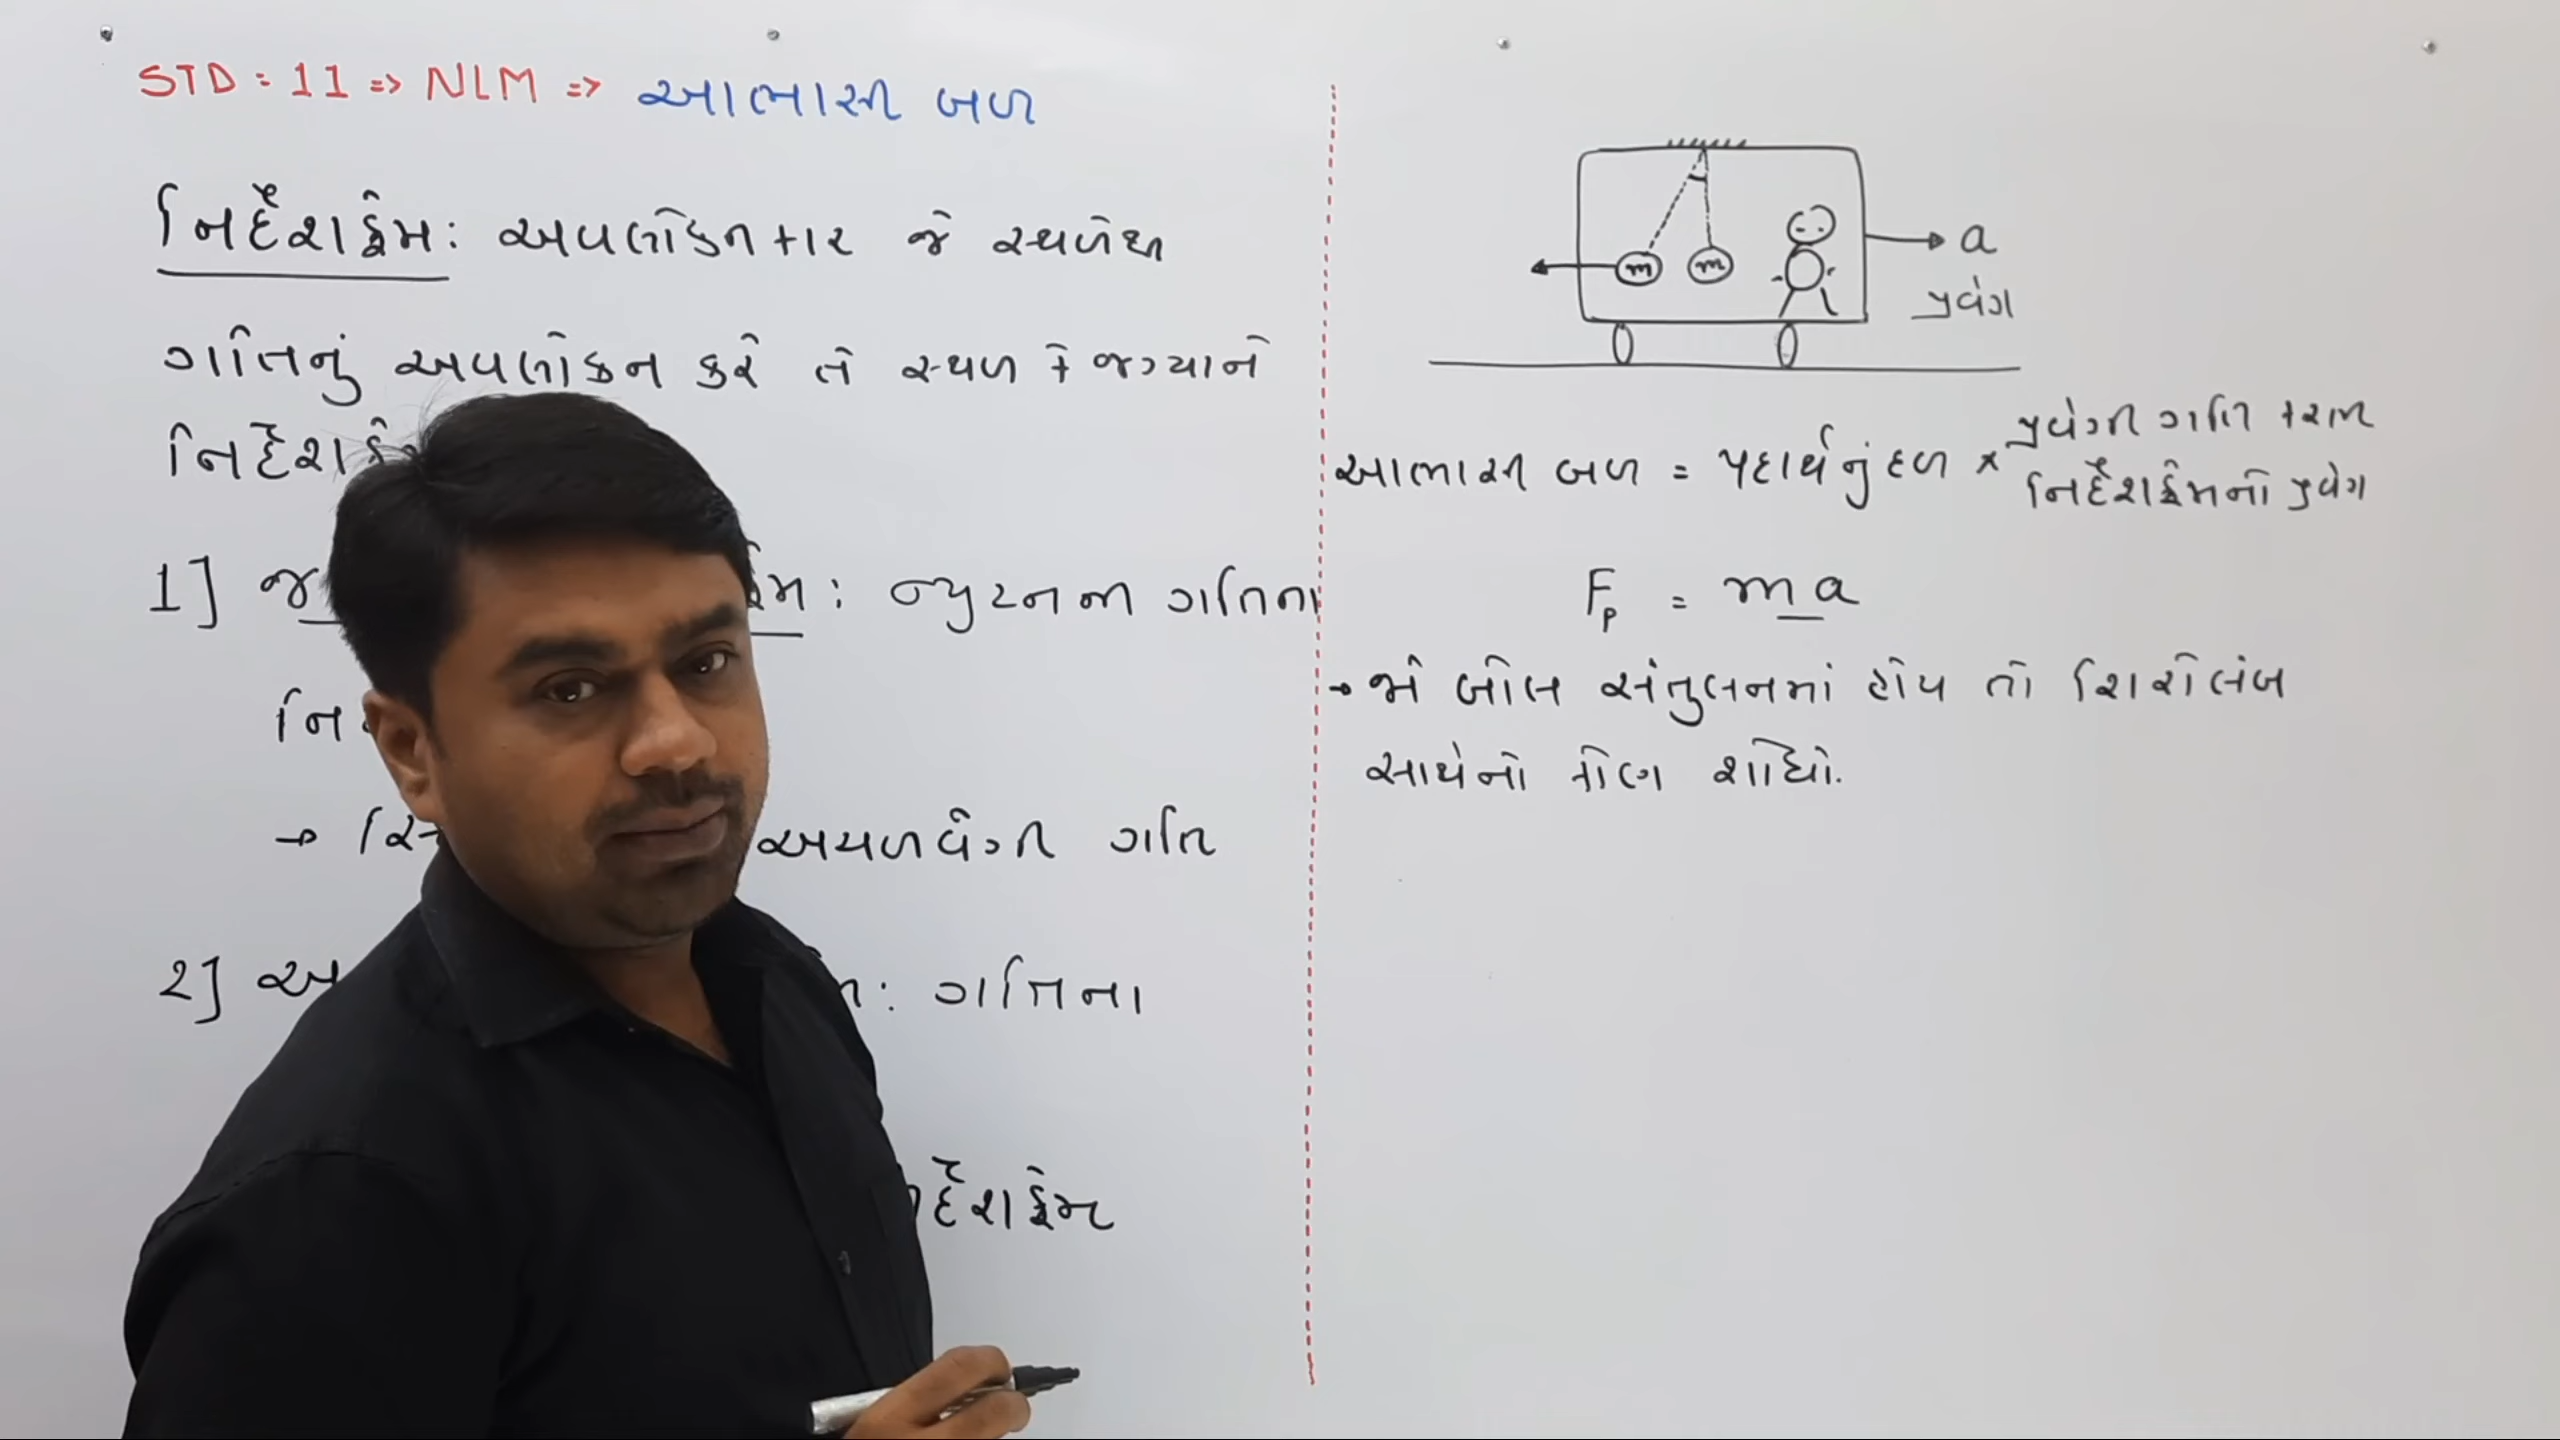 STD : 11 => NLM => આભાસી બળ
નિર્દેશફ્રેમ : અવલોકનકાર જે સ્થળેથી
ગતિનું અવલોકન કરે તે સ્થળ કે જગ્યાને
1]
ન્યુટનના ગતિના
અચળવેગી ગતિ
2]
: ગતિના
m m
a
પ્રવેગ
આભાસી બળ = પદાર્થનું દળ × પ્રવેગી ગતિ કરતી
નિર્દેશફ્રેમનો પ્રવેગ
Fp = ma
→ જો બોલ સંતુલનમાં હોય તો શિરોલંબ
સાથેનો કોણ શોધો.